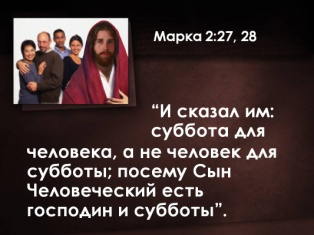 Марка 2:27, 28
“И сказал им:
суббота для
человека, а не человек для
субботы; посему Сын
Человеческий есть
господин и субботы”.